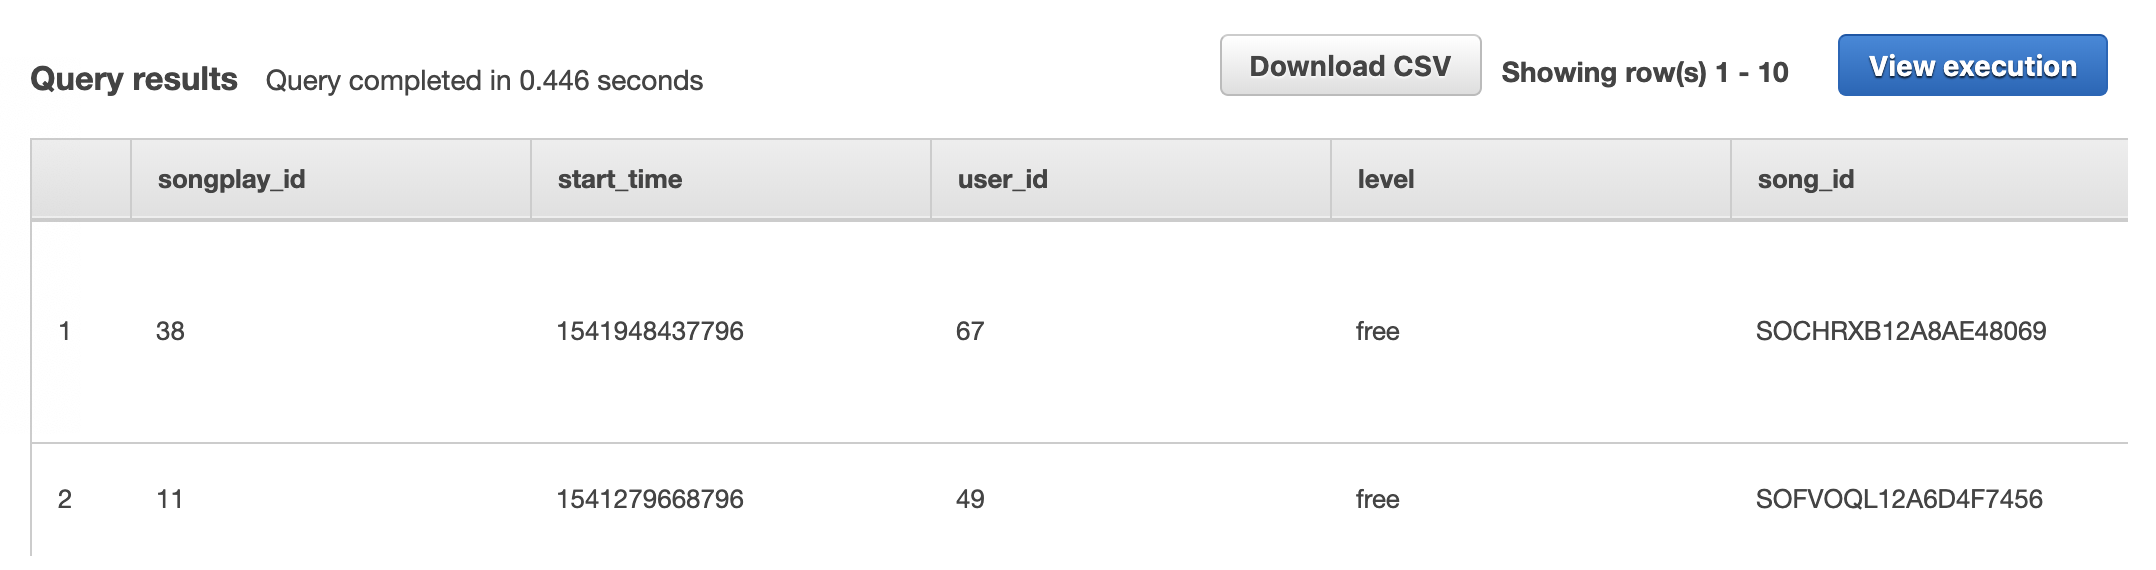 Query results Query completed in 0.446 seconds Download CSV Showing row(s) 1 - 10 View execution
songplay_id start_time user_id level song_id
1 38 1541948437796 67 free SOCHRXB12A8AE48069
2 11 1541279668796 49 free SOFVOQL12A6D4F7456